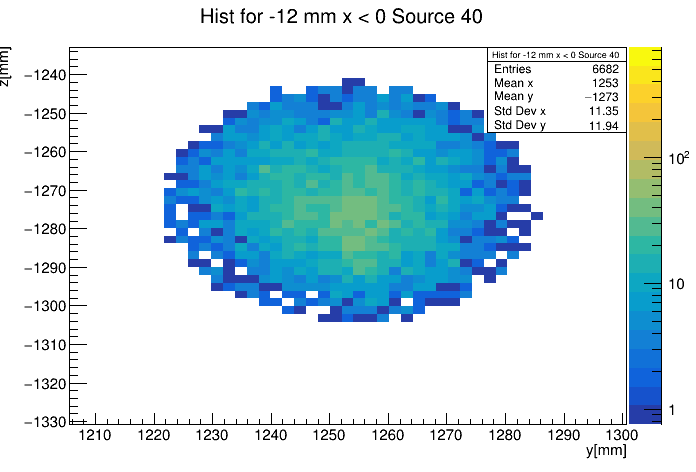 Hist for -12 mm x < 0 Source 40
z[mm]
Hist for -12 mm x < 0 Source 40
Entries 6682
Mean x 1253
Mean y −1273
Std Dev x 11.35
Std Dev y 11.94
−1240
−1250
−1260
−1270
−1280
−1290
−1300
−1310
−1320
−1330
10²
10
1
1210 1220 1230 1240 1250 1260 1270 1280 1290 1300
y[mm]